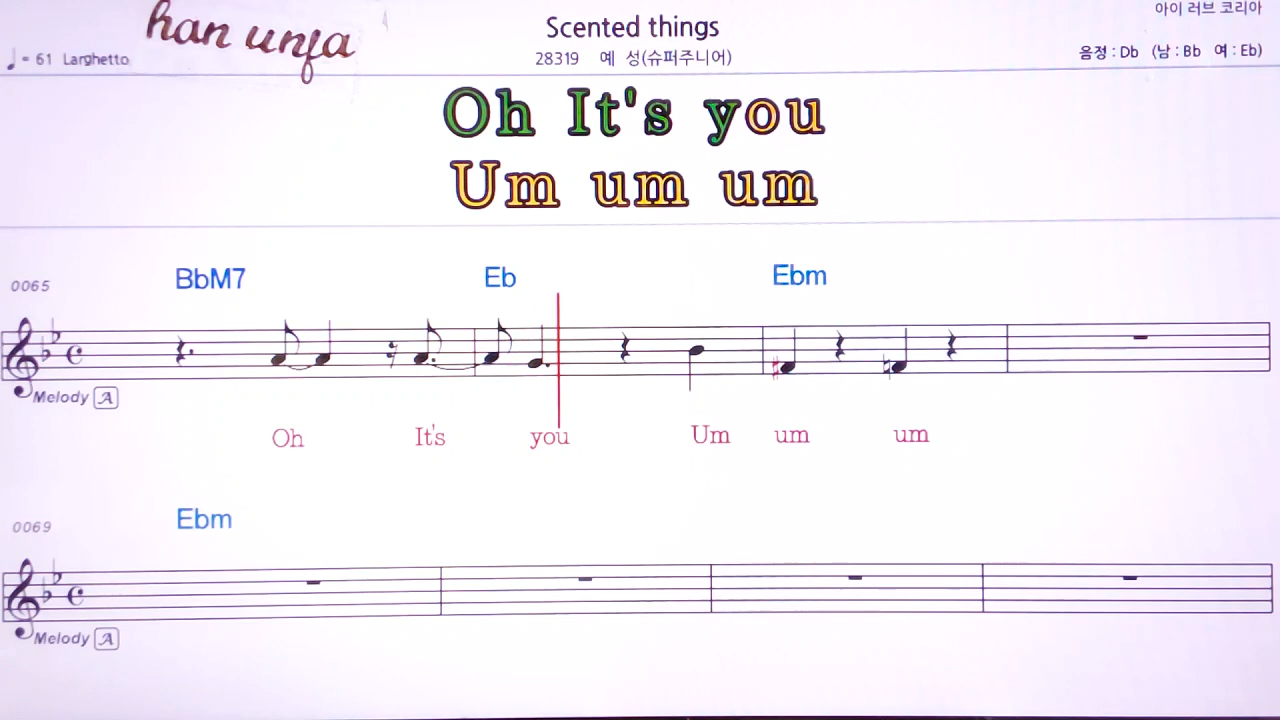 han unfa
Scented things
아이 러브 코리아
♩= 61 Larghetto
28319 예 성(슈퍼주니어)
음정 : Db (남 : Bb 여 : Eb)
Oh It's you
Um um um
BbM7 Eb Ebm
0065
Melody A
Oh It's you Um um um
Ebm
0069
Melody A